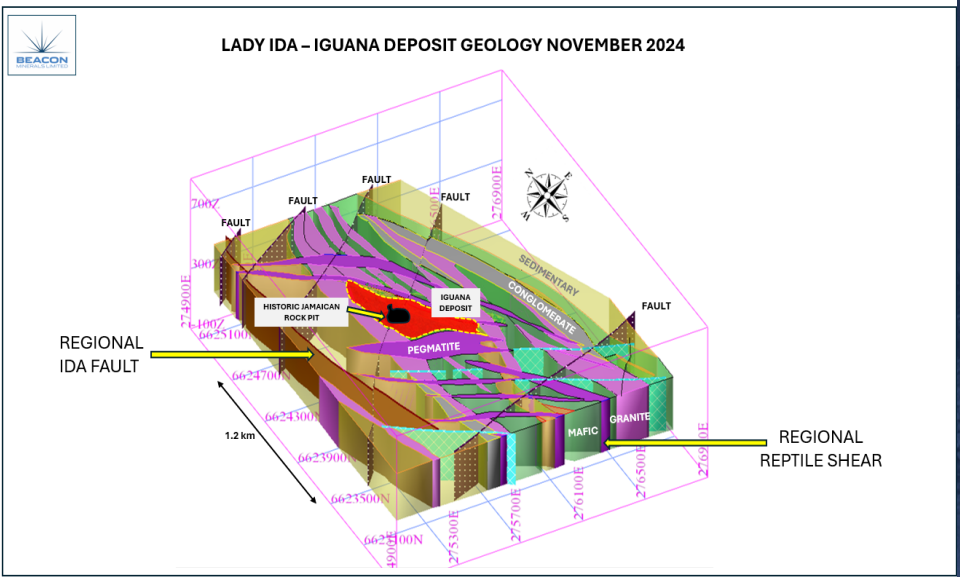 BEACON
MINERALS LIMITED
LADY IDA – IGUANA DEPOSIT GEOLOGY NOVEMBER 2024
FAULT
FAULT
FAULT
FAULT
276900E
N
E
W
S
700Z
300Z
-100Z
274900E
6625100N
6624700N
6624300N
6623900N
6623500N
SEDIMENTARY
CONGLOMERATE
FAULT
IGUANA
DEPOSIT
HISTORIC JAMAICAN
ROCK PIT
PEGMATITE
REGIONAL
IDA FAULT
1.2 km
GRANITE
MAFIC
REGIONAL
REPTILE SHEAR
275300E
275700E
276100E
276500E